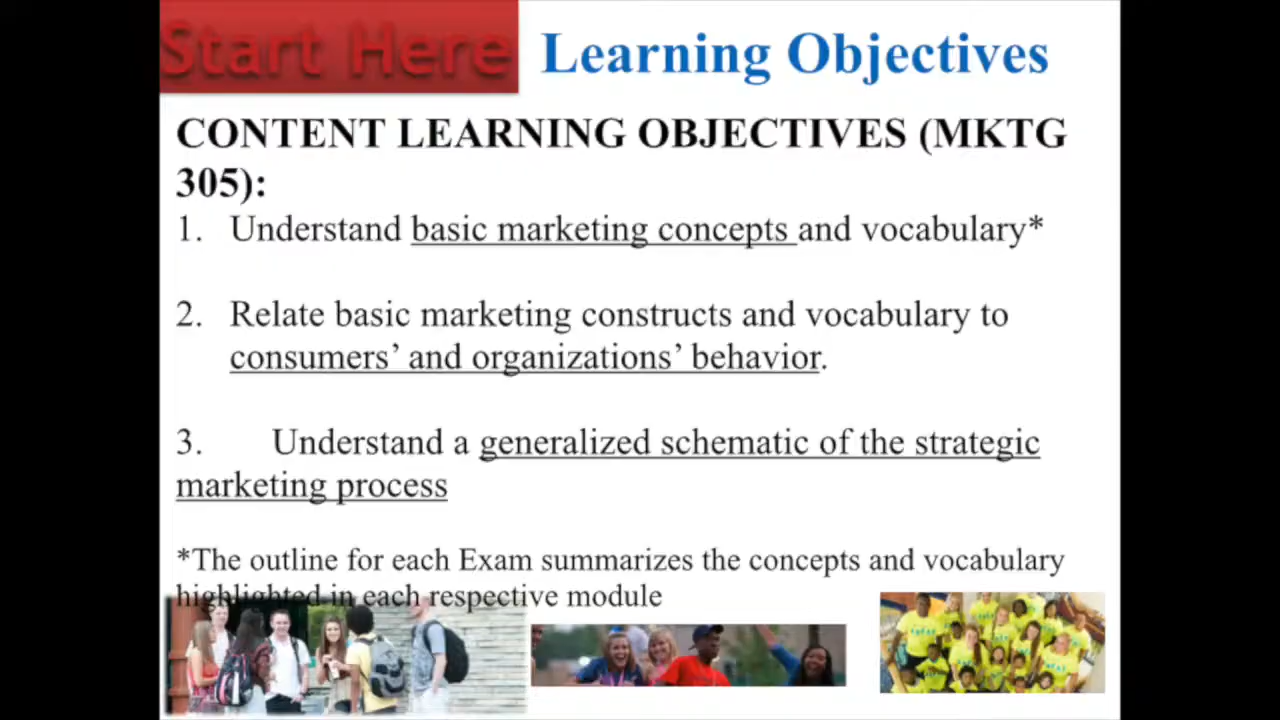 Start Here
Learning Objectives
CONTENT LEARNING OBJECTIVES (MKTG
305):
1. Understand basic marketing concepts and vocabulary*
2. Relate basic marketing constructs and vocabulary to
consumers’ and organizations’ behavior.
3. Understand a generalized schematic of the strategic
marketing process
*The outline for each Exam summarizes the concepts and vocabulary
highlighted in each respective module